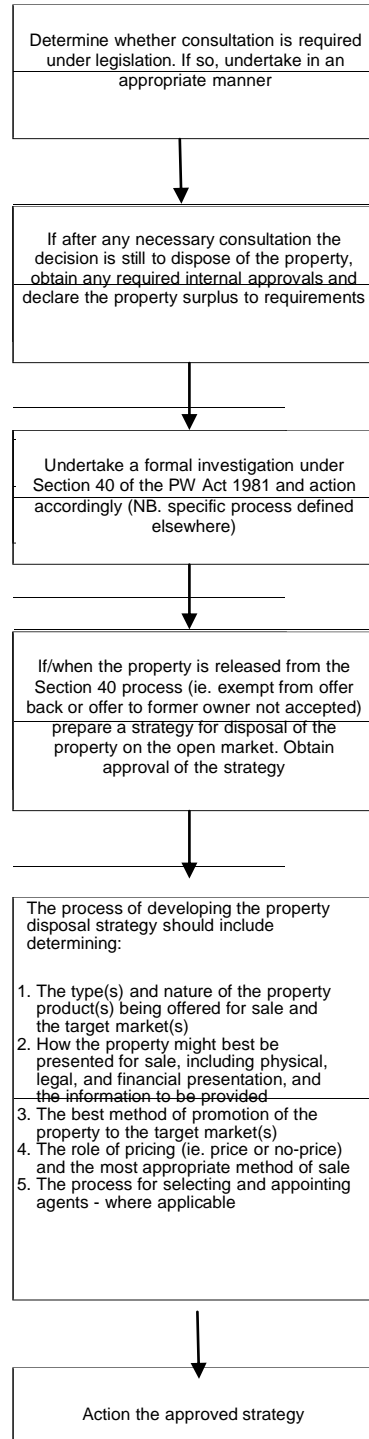 Determine whether consultation is required
under legislation. If so, undertake in an
appropriate manner
If after any necessary consultation the
decision is still to dispose of the property,
obtain any required internal approvals and
declare the property surplus to requirements
Undertake a formal investigation under
Section 40 of the PW Act 1981 and action
accordingly (NB. specific process defined
elsewhere)
If/when the property is released from the
Section 40 process (ie. exempt from offer
back or offer to former owner not accepted)
prepare a strategy for disposal of the
property on the open market. Obtain
approval of the strategy
The process of developing the property
disposal strategy should include
determining:
1. The type(s) and nature of the property
product(s) being offered for sale and
the target market(s)
2. How the property might best be
presented for sale, including physical,
legal, and financial presentation, and
the information to be provided
3. The best method of promotion of the
property to the target market(s)
4. The role of pricing (ie. price or no-price)
and the most appropriate method of sale
5. The process for selecting and appointing
agents - where applicable
Action the approved strategy